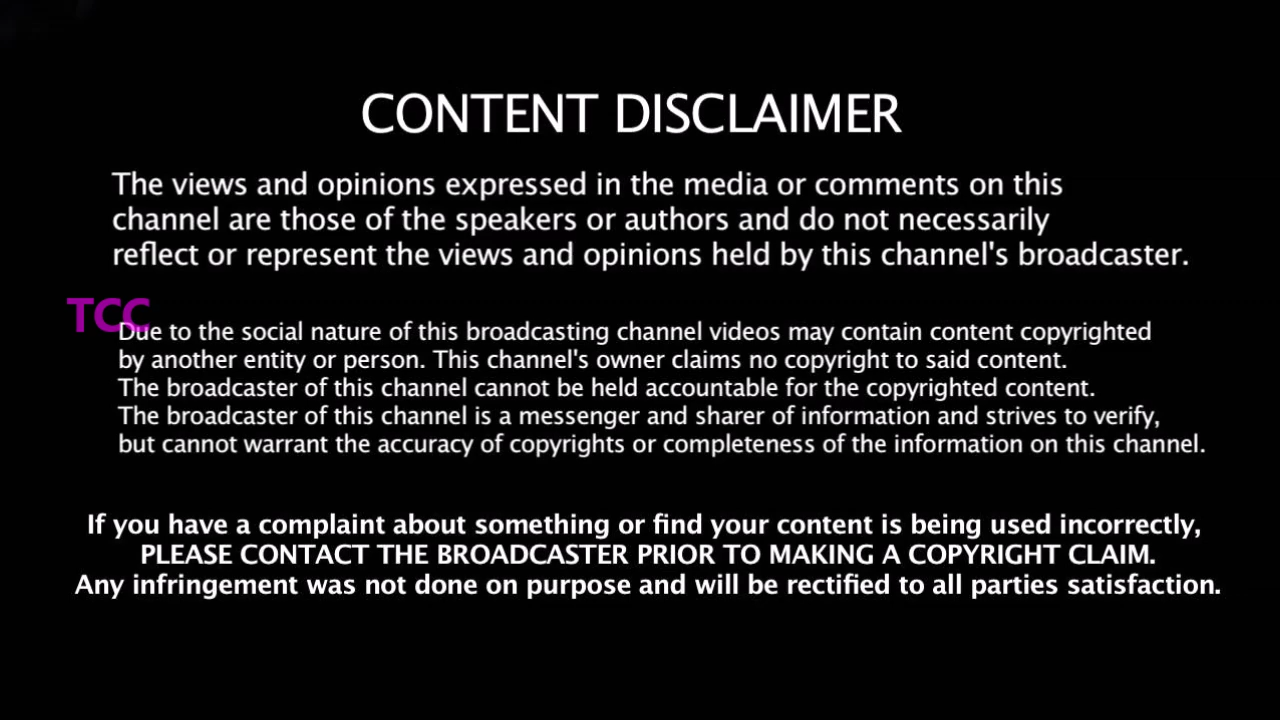 CONTENT DISCLAIMER
The views and opinions expressed in the media or comments on this
channel are those of the speakers or authors and do not necessarily
reflect or represent the views and opinions held by this channel's broadcaster.
TCC
Due to the social nature of this broadcasting channel videos may contain content copyrighted
by another entity or person. This channel's owner claims no copyright to said content.
The broadcaster of this channel cannot be held accountable for the copyrighted content.
The broadcaster of this channel is a messenger and sharer of information and strives to verify,
but cannot warrant the accuracy of copyrights or completeness of the information on this channel.
If you have a complaint about something or find your content is being used incorrectly,
PLEASE CONTACT THE BROADCASTER PRIOR TO MAKING A COPYRIGHT CLAIM.
Any infringement was not done on purpose and will be rectified to all parties satisfaction.